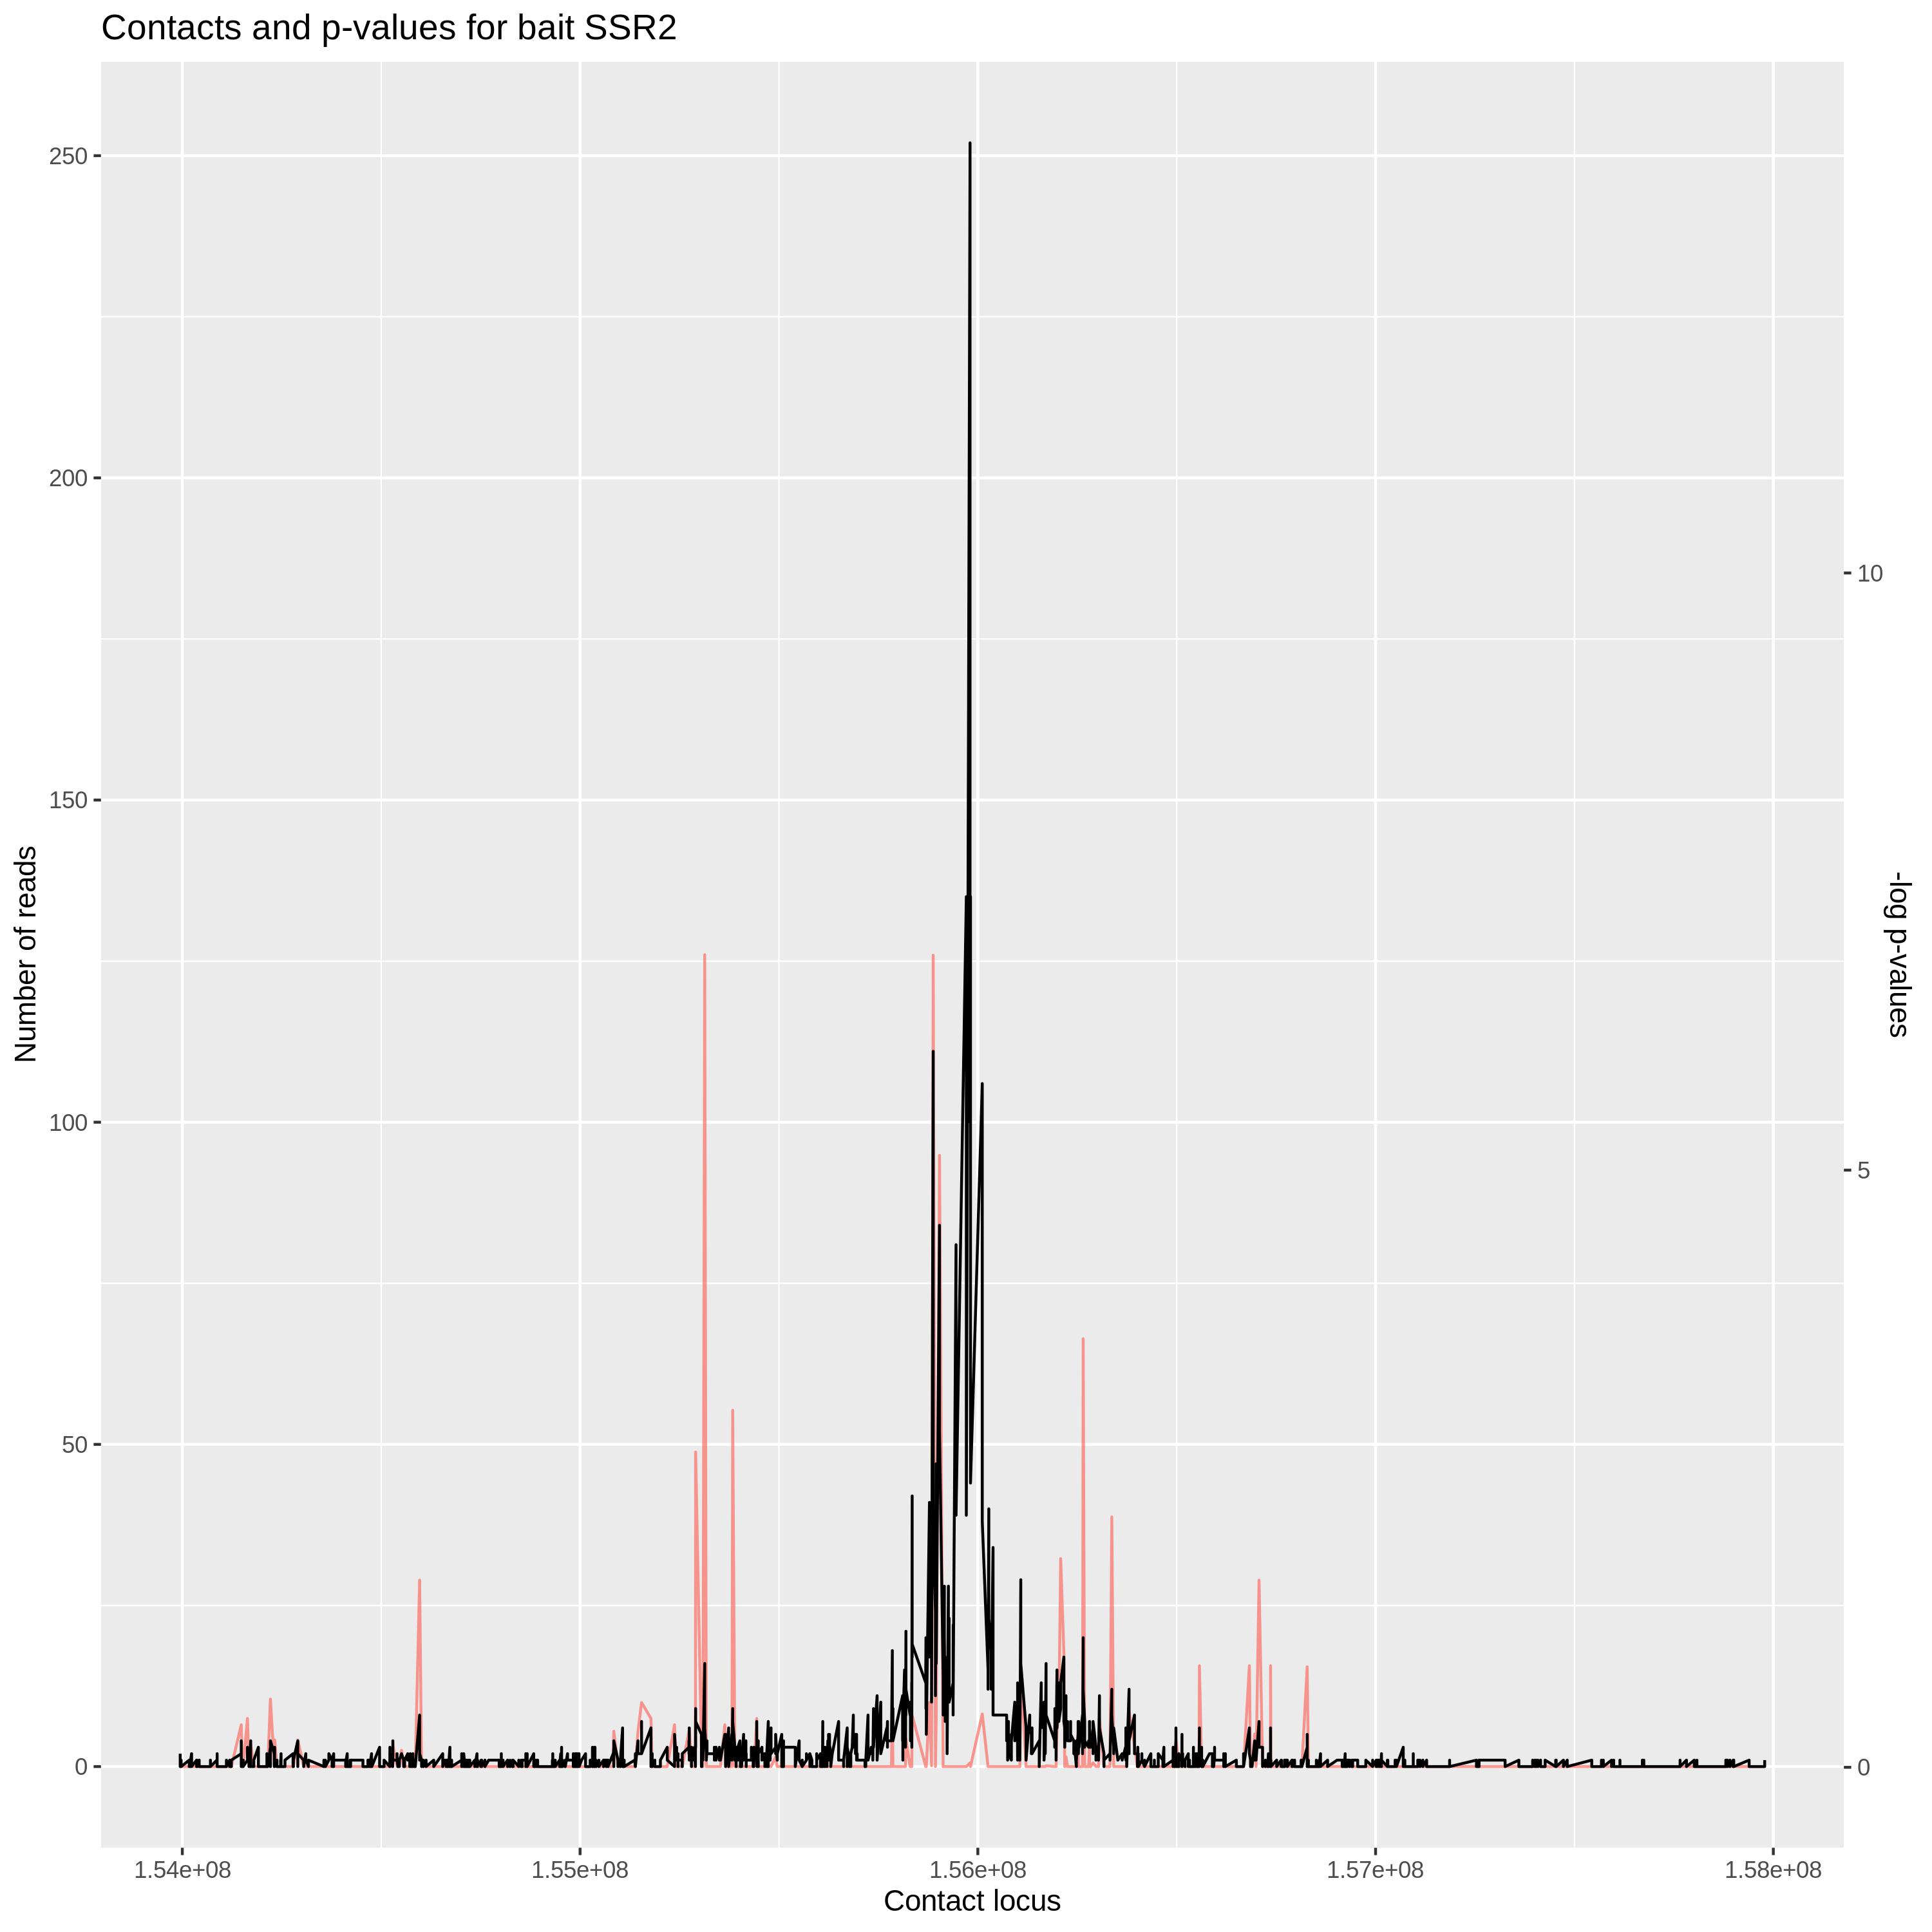 Contacts and p-values for bait SSR2
250
200
150
100
50
0
Number of reads
10
5
0
-log p-values
1.54e+08 1.55e+08 1.56e+08 1.57e+08 1.58e+08
Contact locus